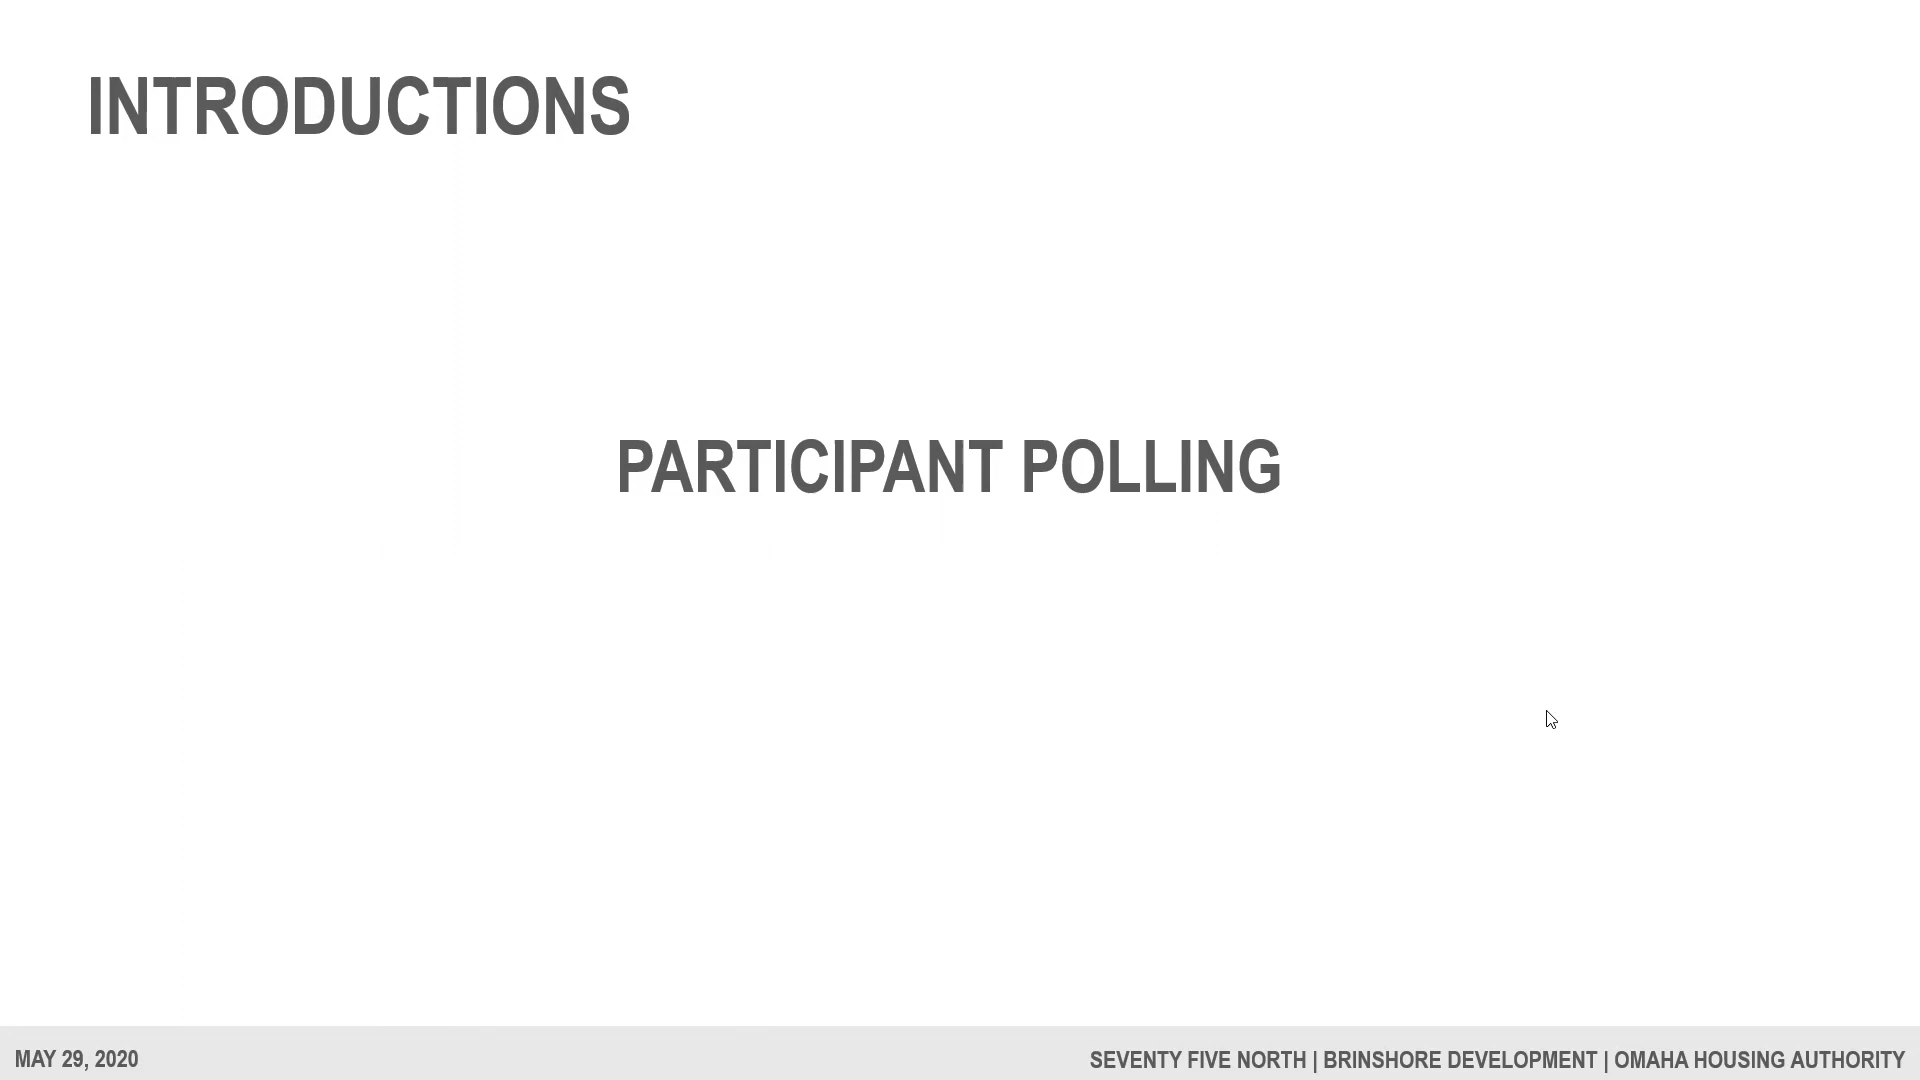 INTRODUCTIONS
PARTICIPANT POLLING
MAY 29, 2020
SEVENTY FIVE NORTH | BRINSHORE DEVELOPMENT | OMAHA HOUSING AUTHORITY